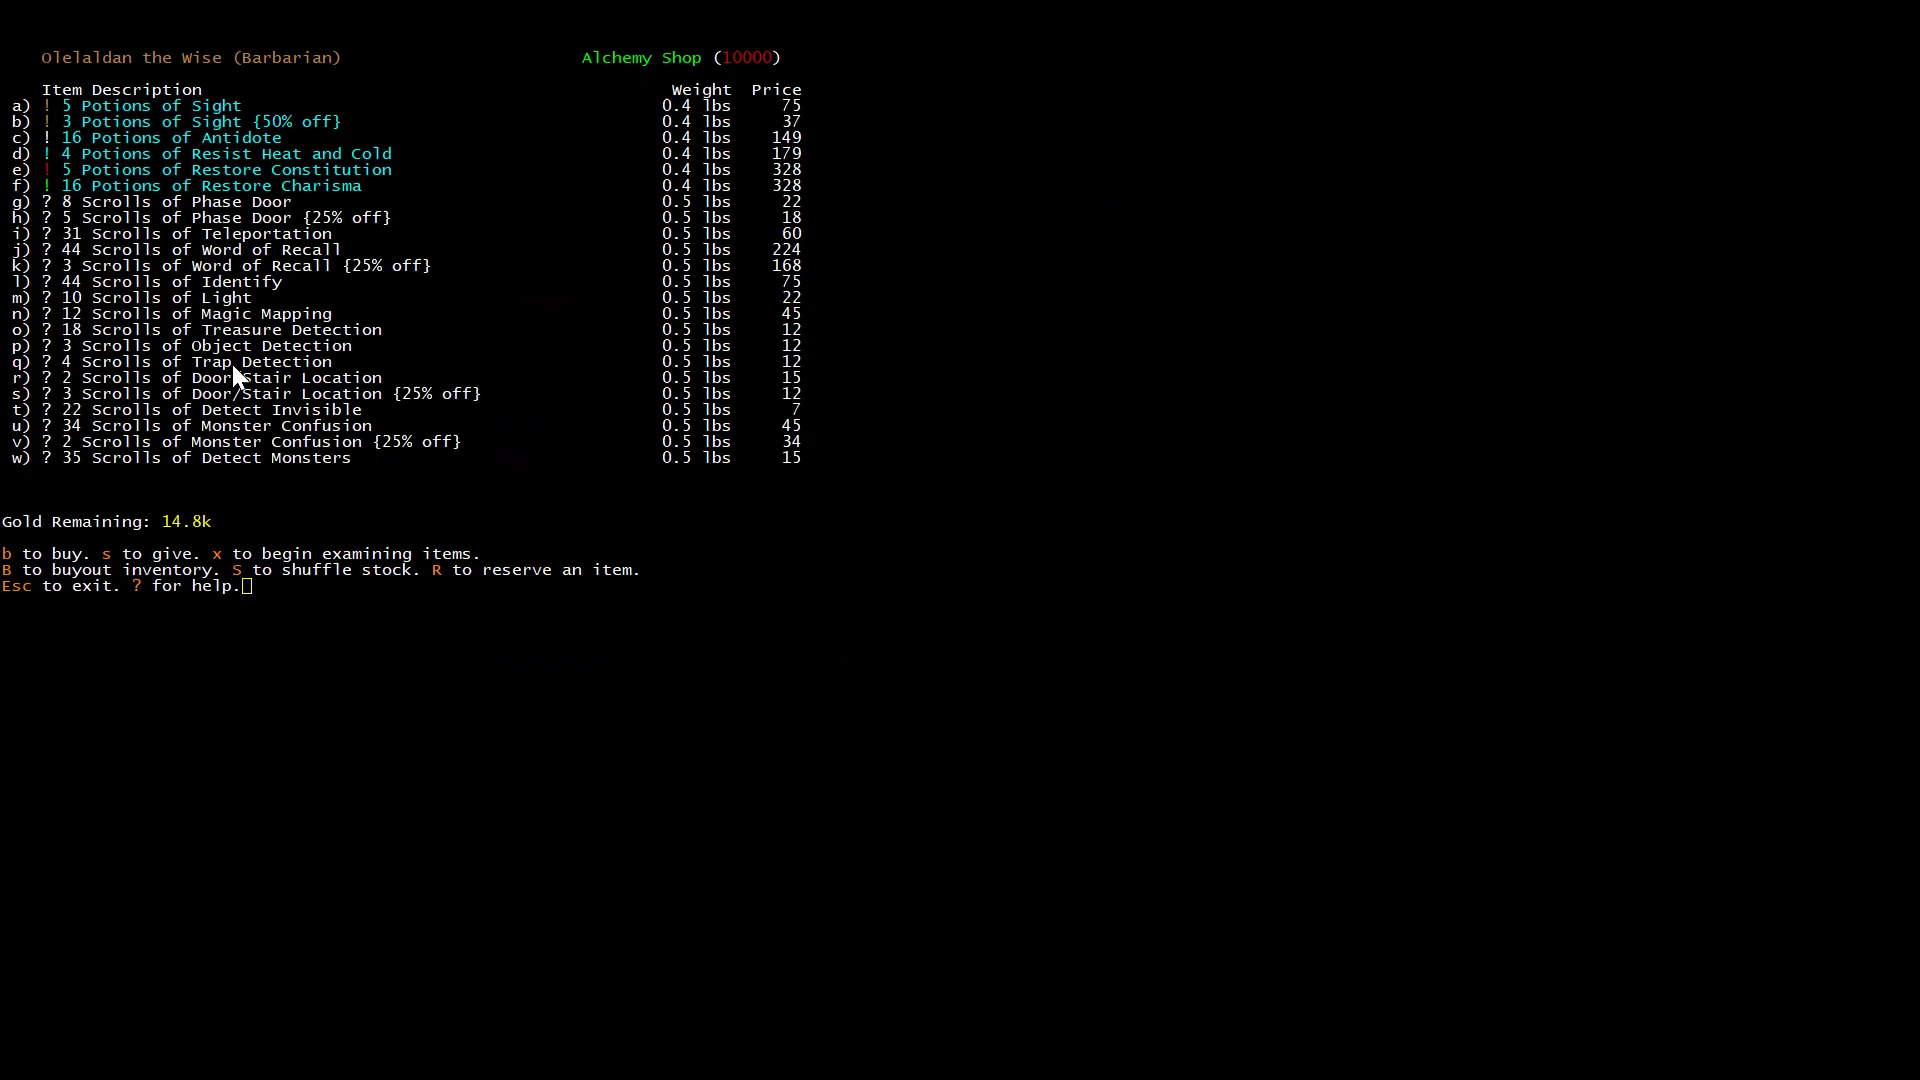 Olelaldan the Wise (Barbarian) Alchemy Shop (10000)
Item Description Weight Price
a) ! 5 Potions of Sight 0.4 lbs 75
b) ! 3 Potions of Sight {50% off} 0.4 lbs 37
c) ! 16 Potions of Antidote 0.4 lbs 149
d) ! 4 Potions of Resist Heat and Cold 0.4 lbs 179
e) ! 5 Potions of Restore Constitution 0.4 lbs 328
f) ! 16 Potions of Restore Charisma 0.4 lbs 328
g) ? 8 Scrolls of Phase Door 0.5 lbs 22
h) ? 5 Scrolls of Phase Door {25% off} 0.5 lbs 18
i) ? 31 Scrolls of Teleportation 0.5 lbs 60
j) ? 44 Scrolls of Word of Recall 0.5 lbs 224
k) ? 3 Scrolls of Word of Recall {25% off} 0.5 lbs 168
l) ? 44 Scrolls of Identify 0.5 lbs 75
m) ? 10 Scrolls of Light 0.5 lbs 22
n) ? 12 Scrolls of Magic Mapping 0.5 lbs 45
o) ? 18 Scrolls of Treasure Detection 0.5 lbs 12
p) ? 3 Scrolls of Object Detection 0.5 lbs 12
q) ? 4 Scrolls of Trap Detection 0.5 lbs 12
r) ? 2 Scrolls of Door/Stair Location 0.5 lbs 15
s) ? 3 Scrolls of Door/Stair Location {25% off} 0.5 lbs 12
t) ? 22 Scrolls of Detect Invisible 0.5 lbs 7
u) ? 34 Scrolls of Monster Confusion 0.5 lbs 45
v) ? 2 Scrolls of Monster Confusion {25% off} 0.5 lbs 34
w) ? 35 Scrolls of Detect Monsters 0.5 lbs 15
Gold Remaining: 14.8k
b to buy. s to give. x to begin examining items.
B to buyout inventory. S to shuffle stock. R to reserve an item.
Esc to exit. ? for help.